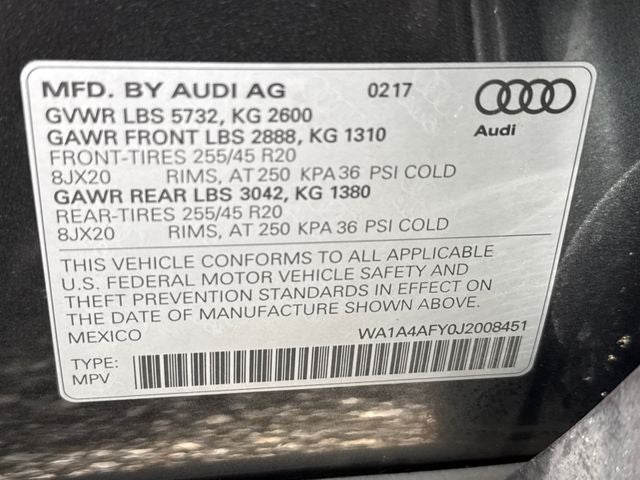 MFD. BY AUDI AG 0217
GVWR LBS 5732, KG 2600
GAWR FRONT LBS 2888, KG 1310
FRONT-TIRES 255/45 R20
8JX20 RIMS, AT 250 KPA 36 PSI COLD
GAWR REAR LBS 3042, KG 1380
REAR-TIRES 255/45 R20
8JX20 RIMS, AT 250 KPA 36 PSI COLD
Audi
THIS VEHICLE CONFORMS TO ALL APPLICABLE
U.S. FEDERAL MOTOR VEHICLE SAFETY AND
THEFT PREVENTION STANDARDS IN EFFECT ON
THE DATE OF MANUFACTURE SHOWN ABOVE.
MEXICO WA1A4AFY0J2008451
TYPE:
MPV